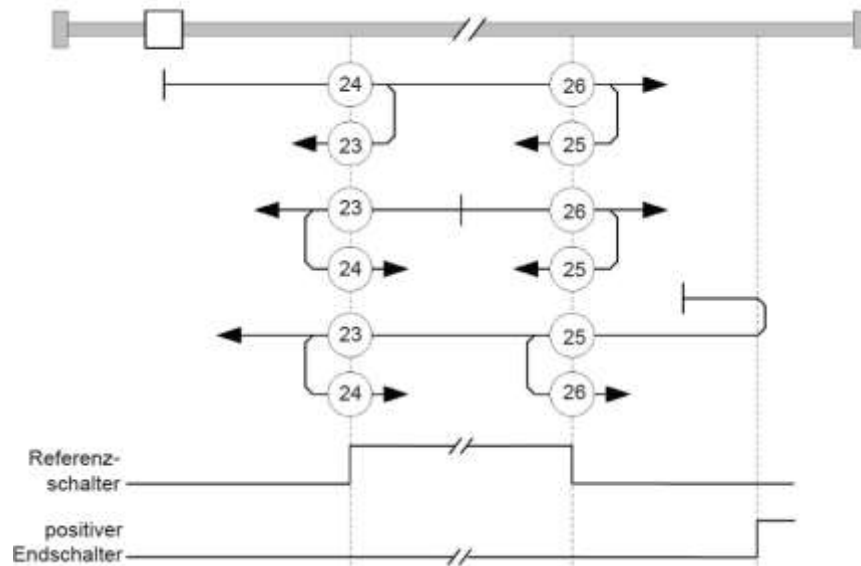 24 26
23 25
23 26
24 25
23 25
24 26
Referenz-
schalter
positiver
Endschalter